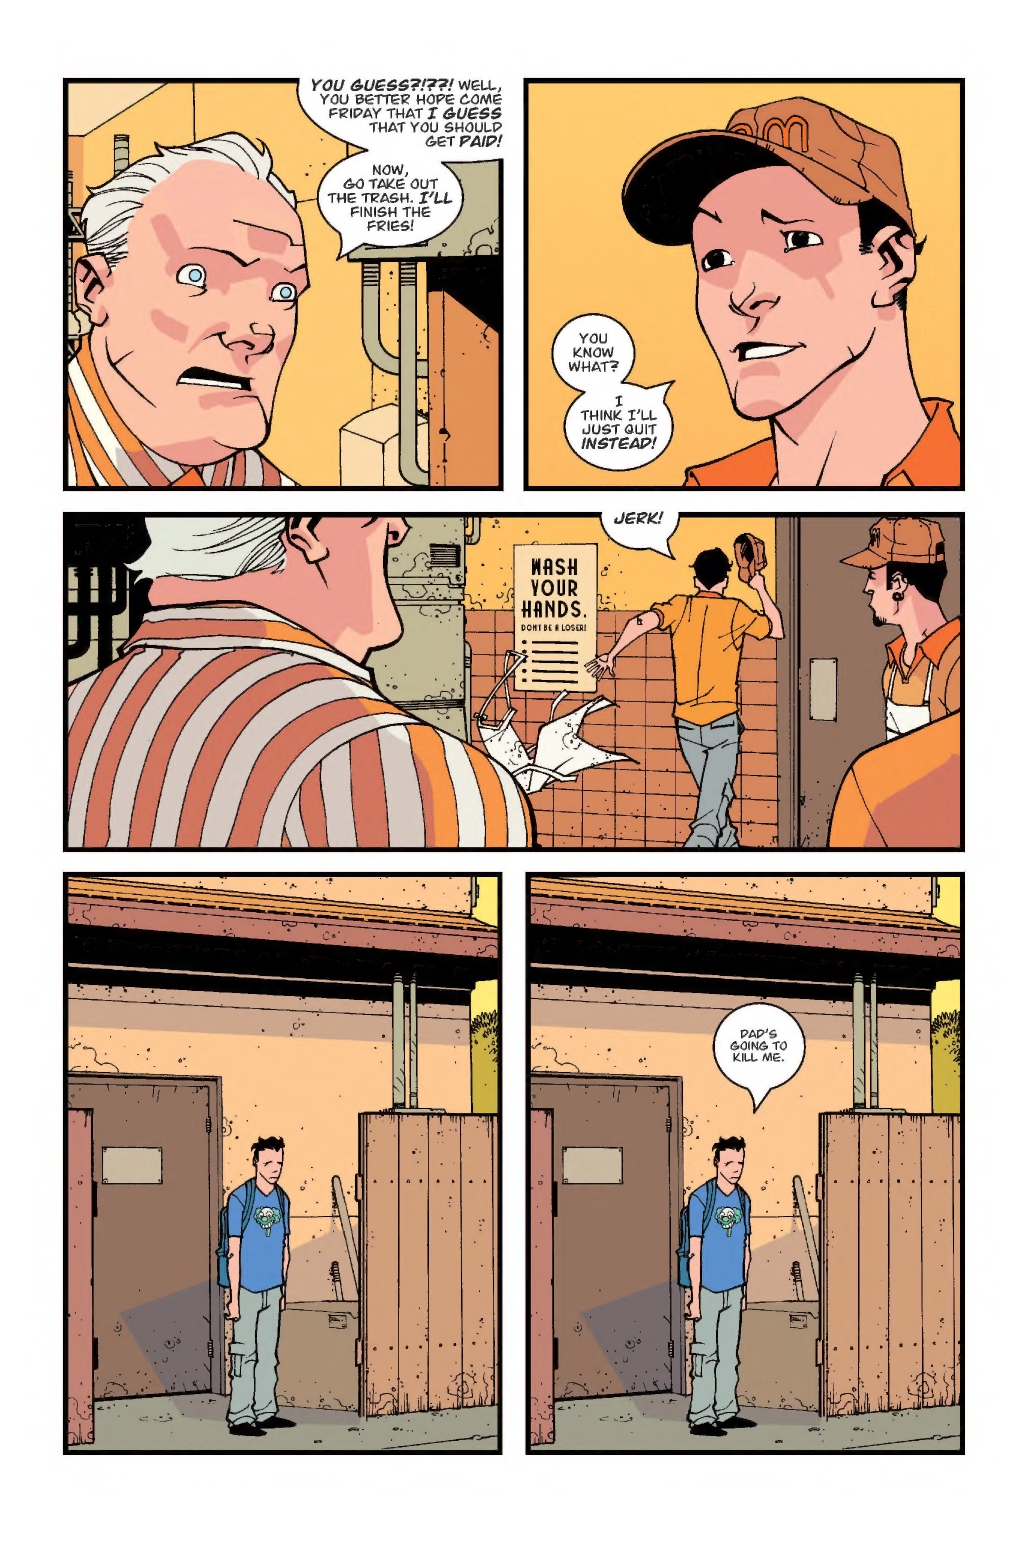 YOU GUESS?!??! WELL,
YOU BETTER HOPE COME
FRIDAY THAT I GUESS
THAT YOU SHOULD
GET PAID!
NOW,
GO TAKE OUT
THE TRASH. I'LL
FINISH THE
FRIES!
YOU
KNOW
WHAT?
I
THINK I'LL
JUST QUIT
INSTEAD!
JERK!
WASH
YOUR
HANDS.
DON'T BE A LOSER!
DAD'S
GOING TO
KILL ME.